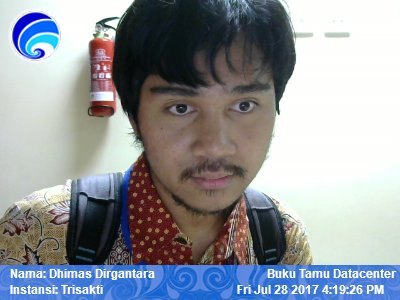 Nama: Dhimas Dirgantara
Buku Tamu Datacenter
Instansi: Trisakti
Fri Jul 28 2017 4:19:26 PM